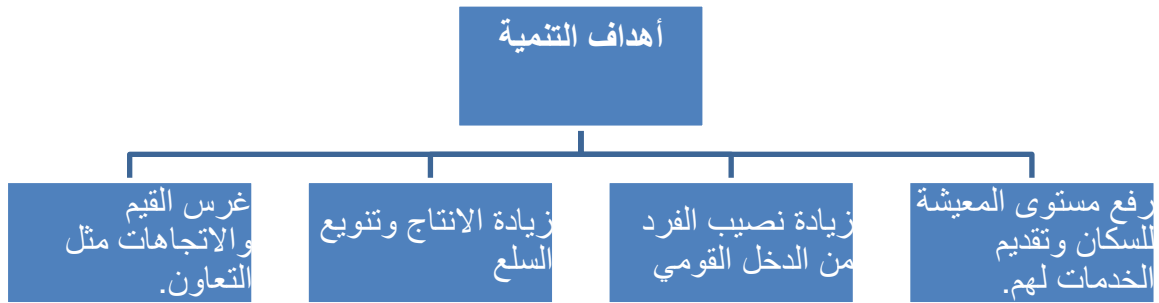 أهداف التنمية
رفع مستوى المعيشة
للسكان وتقديم
الخدمات لهم.
زيادة نصيب الفرد
من الدخل القومي
زيادة الانتاج وتنويع
السلع
غرس القيم
والاتجاهات مثل
التعاون.